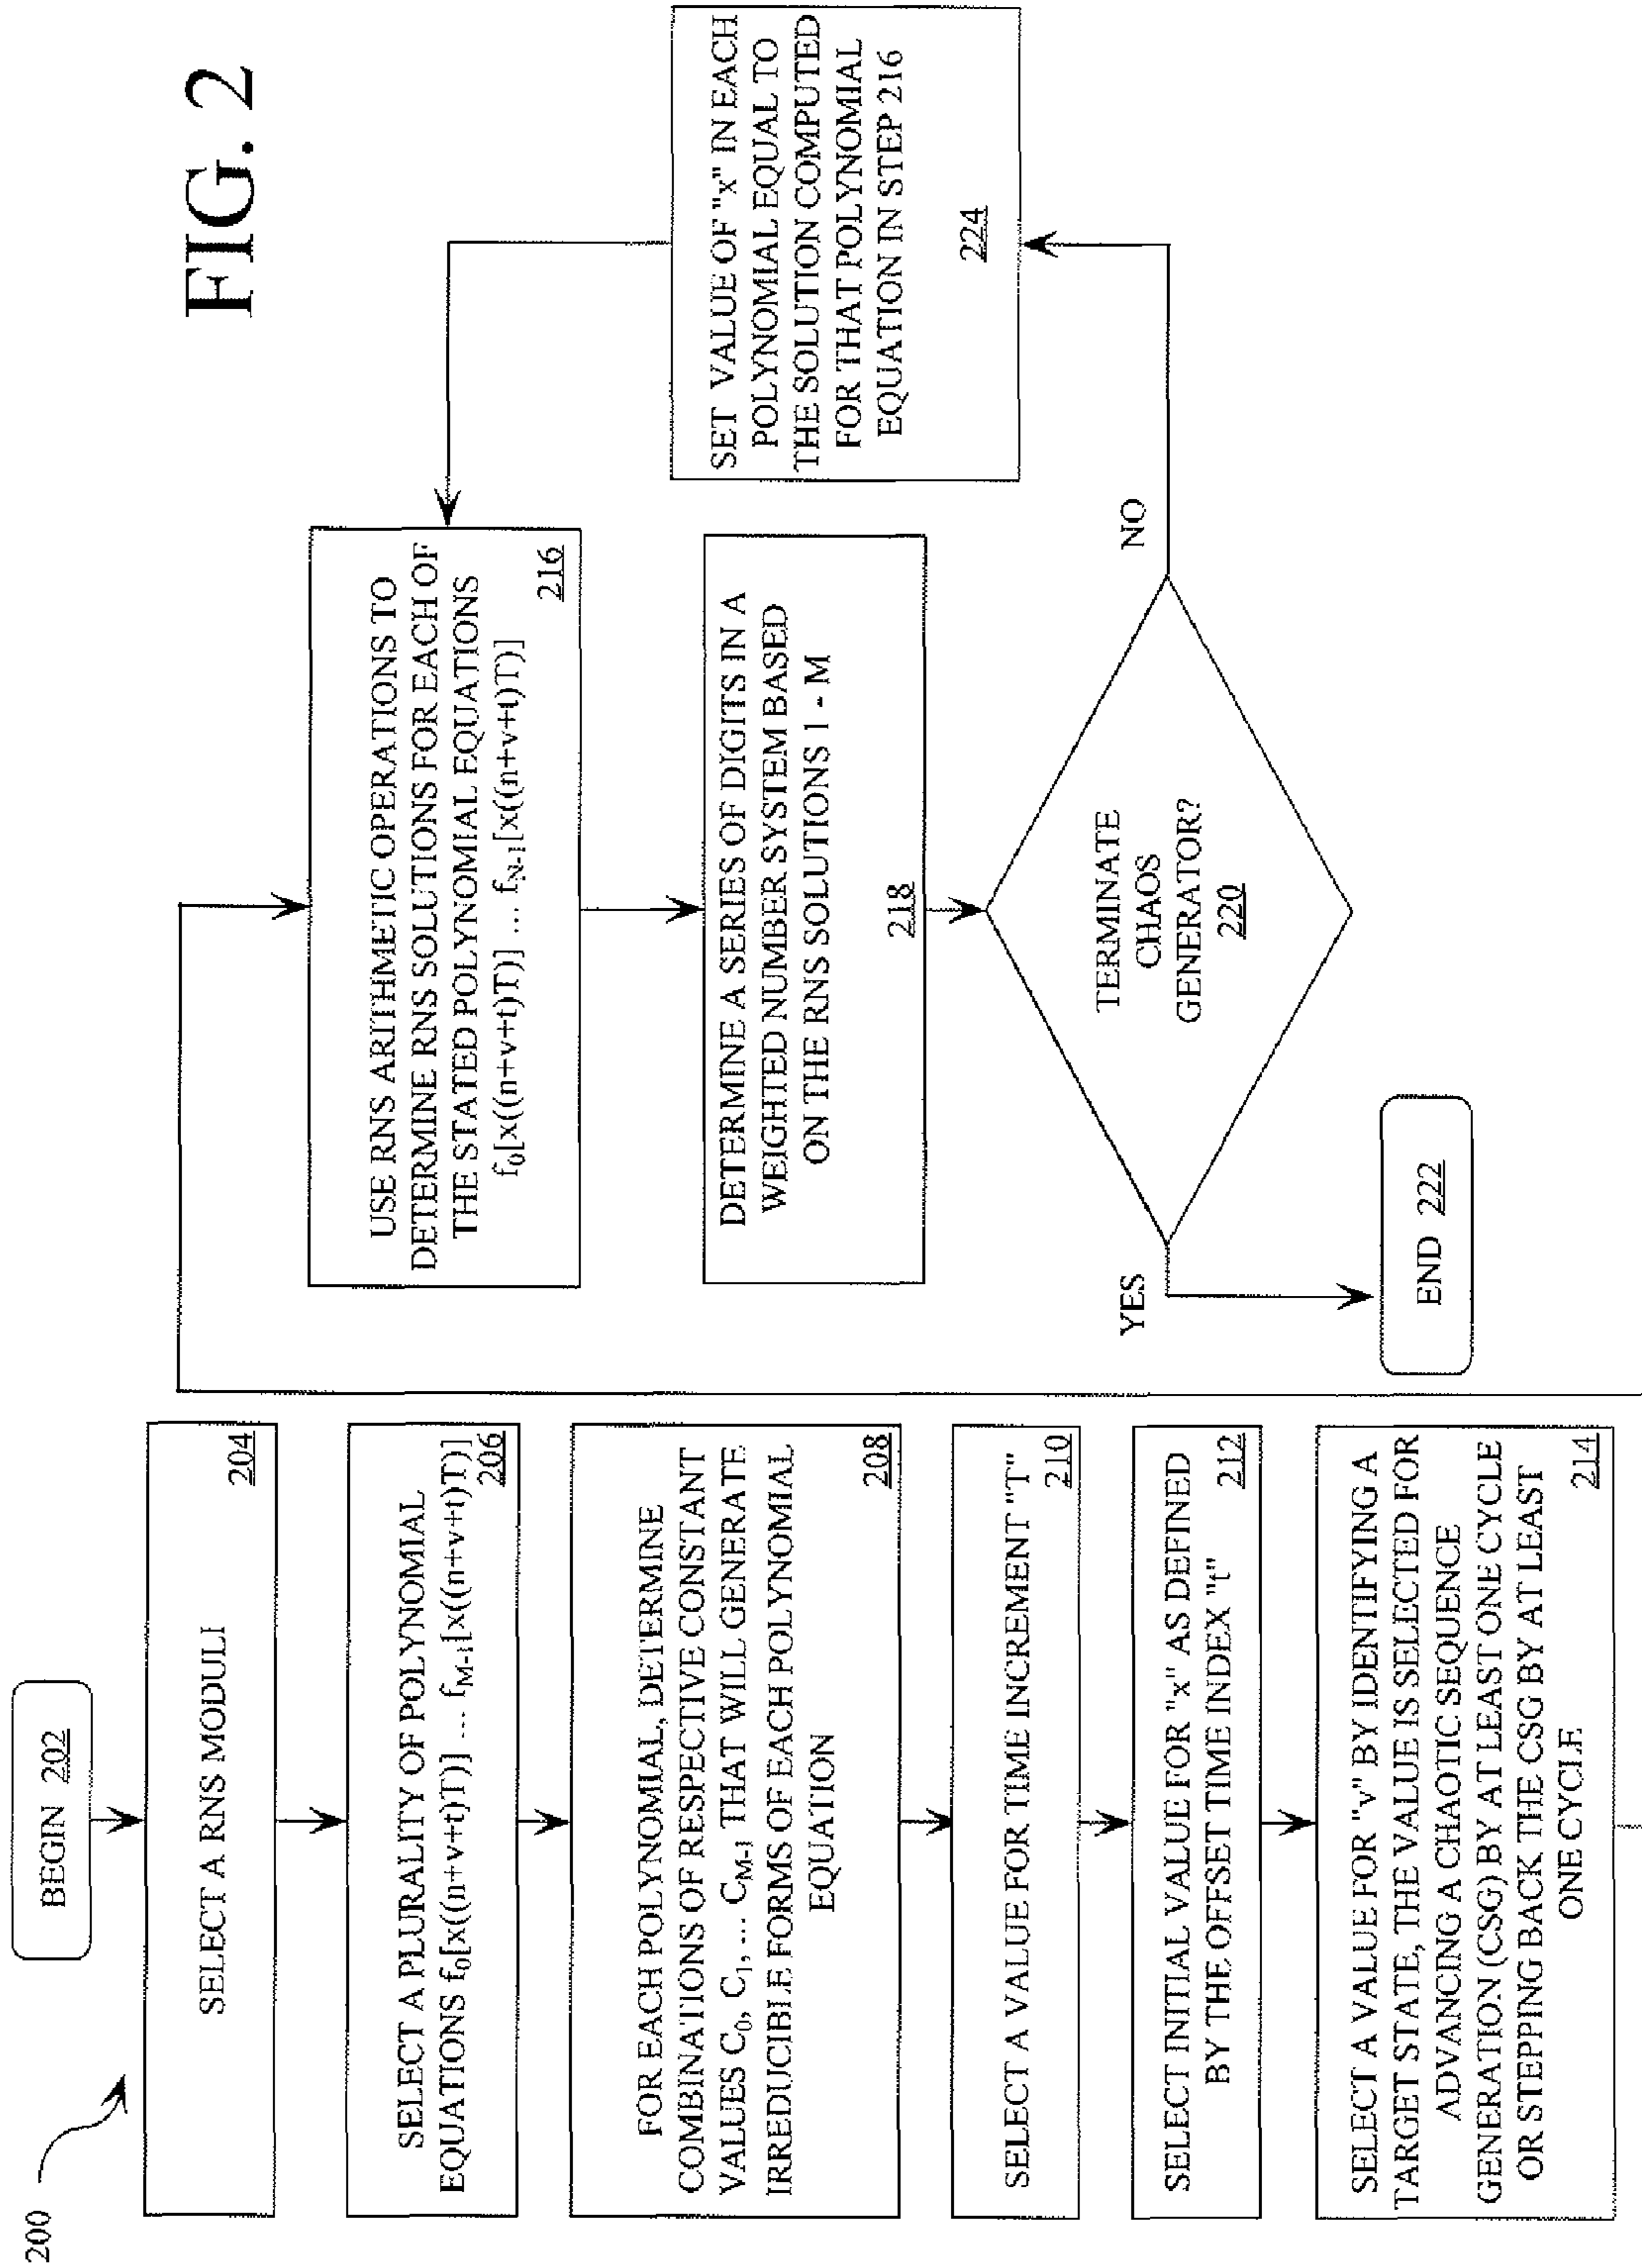 FIG. 2
200
BEGIN 202
SELECT A RNS MODULI
204
SELECT A PLURALITY OF POLYNOMIAL
EQUATIONS f0[x((n+v+t)T)] ... fM-1[x((n+v+t)T)]
206
FOR EACH POLYNOMIAL, DETERMINE
COMBINATIONS OF RESPECTIVE CONSTANT
VALUES C0, C1, ... CM-1 THAT WILL GENERATE
IRREDUCIBLE FORMS OF EACH POLYNOMIAL
EQUATION
208
SELECT A VALUE FOR TIME INCREMENT "T"
210
SELECT INITIAL VALUE FOR "x" AS DEFINED
BY THE OFFSET TIME INDEX "t"
212
SELECT A VALUE FOR "v" BY IDENTIFYING A
TARGET STATE, THE VALUE IS SELECTED FOR
ADVANCING A CHAOTIC SEQUENCE
GENERATION (CSG) BY AT LEAST ONE CYCLE
OR STEPPING BACK THE CSG BY AT LEAST
ONE CYCLE
214
USE RNS ARITHMETIC OPERATIONS TO
DETERMINE RNS SOLUTIONS FOR EACH OF
THE STATED POLYNOMIAL EQUATIONS
f0[x((n+v+t)T)] ... fN-1[x((n+v+t)T)]
216
DETERMINE A SERIES OF DIGITS IN A
WEIGHTED NUMBER SYSTEM BASED
ON THE RNS SOLUTIONS 1 - M
218
TERMINATE
CHAOS
GENERATOR?
220
YES
NO
END 222
SET VALUE OF "x" IN EACH
POLYNOMIAL EQUAL TO
THE SOLUTION COMPUTED
FOR THAT POLYNOMIAL
EQUATION IN STEP 216
224